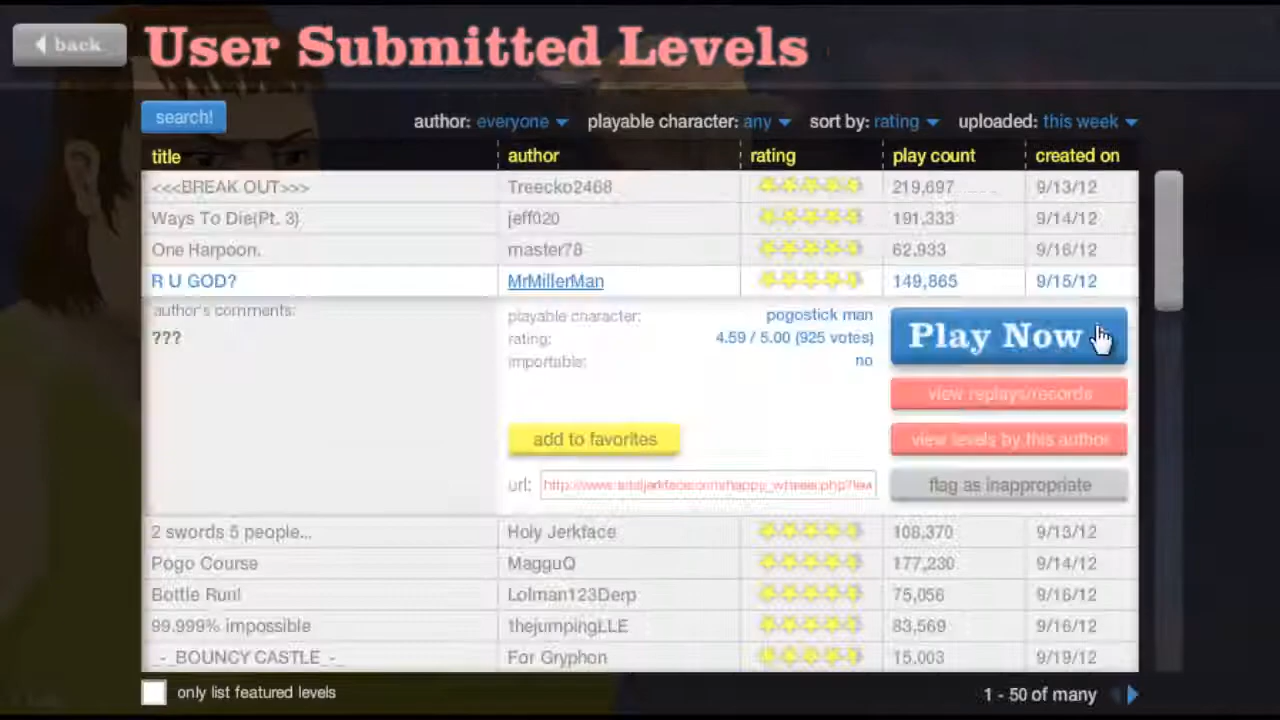 back
User Submitted Levels
search!
author: everyone playable character: any sort by: rating uploaded: this week
title author rating play count created on
<<<BREAK OUT>>> Treecko2468 219,697 9/13/12
Ways To Die(Pt. 3) jeff020 191,333 9/14/12
One Harpoon. master78 62,933 9/16/12
R U GOD? MrMillerMan 149,865 9/15/12
author's comments:
???
playable character: pogostick man
rating: 4.59 / 5.00 (925 votes)
importable: no
Play Now
view replays/records
add to favorites
view levels by this author
url:
flag as inappropriate
2 swords 5 people... Holy Jerkface 108,370 9/13/12
Pogo Course MagguQ 177,230 9/14/12
Bottle Run! Lolman123Derp 75,056 9/16/12
99.999% impossible thejumpingLLE 83,569 9/16/12
_-_BOUNCY CASTLE_-_ For Gryphon 15,003 9/19/12
only list featured levels
1 - 50 of many